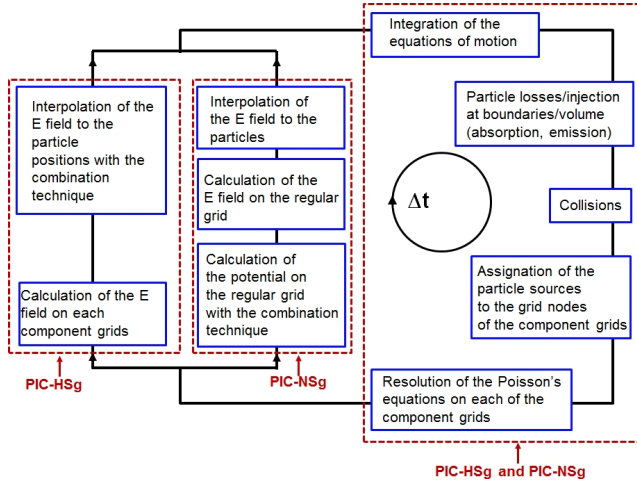 Integration of the
equations of motion
Interpolation of the
E field to the
particle
positions with the
combination
technique
Interpolation of
the E field to the
particles
Particle losses/injection
at boundaries/volume
(absorption, emission)
Calculation of the
E field on the regular
grid
Δt
Collisions
Calculation of
the potential on
the regular grid
with the combination
technique
Assignation of the
particle sources
to the grid nodes
of the component grids
Calculation of the E
field on each
component grids
PIC-HSg
PIC-NSg
Resolution of the Poisson's
equations on each of the
component grids
PIC-HSg and PIC-NSg